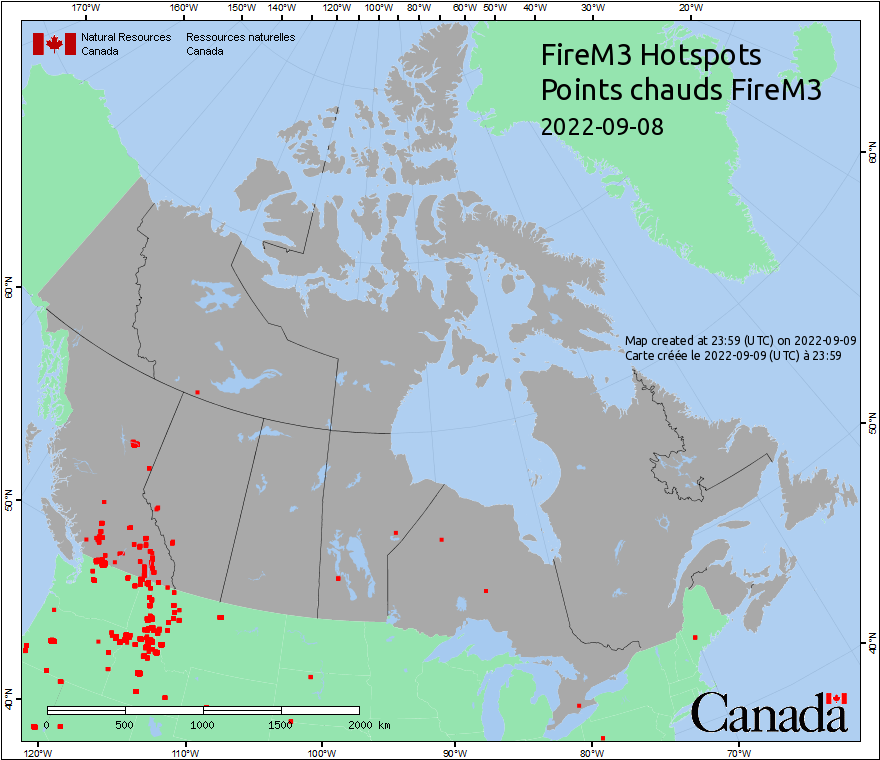 170°W 160°W 150°W 140°W 130°W 120°W 110°W 100°W 90°W 80°W 70°W 60°W 50°W 40°W 30°W 20°W
Natural Resources Ressources naturelles
Canada Canada
FireM3 Hotspots
Points chauds FireM3
2022-09-08
60°N
60°N
Map created at 23:59 (UTC) on 2022-09-09
Carte créée le 2022-09-09 (UTC) à 23:59
50°N
50°N
40°N
40°N
Canada
0 500 1000 1500 2000 km
120°W 110°W 100°W 90°W 80°W 70°W